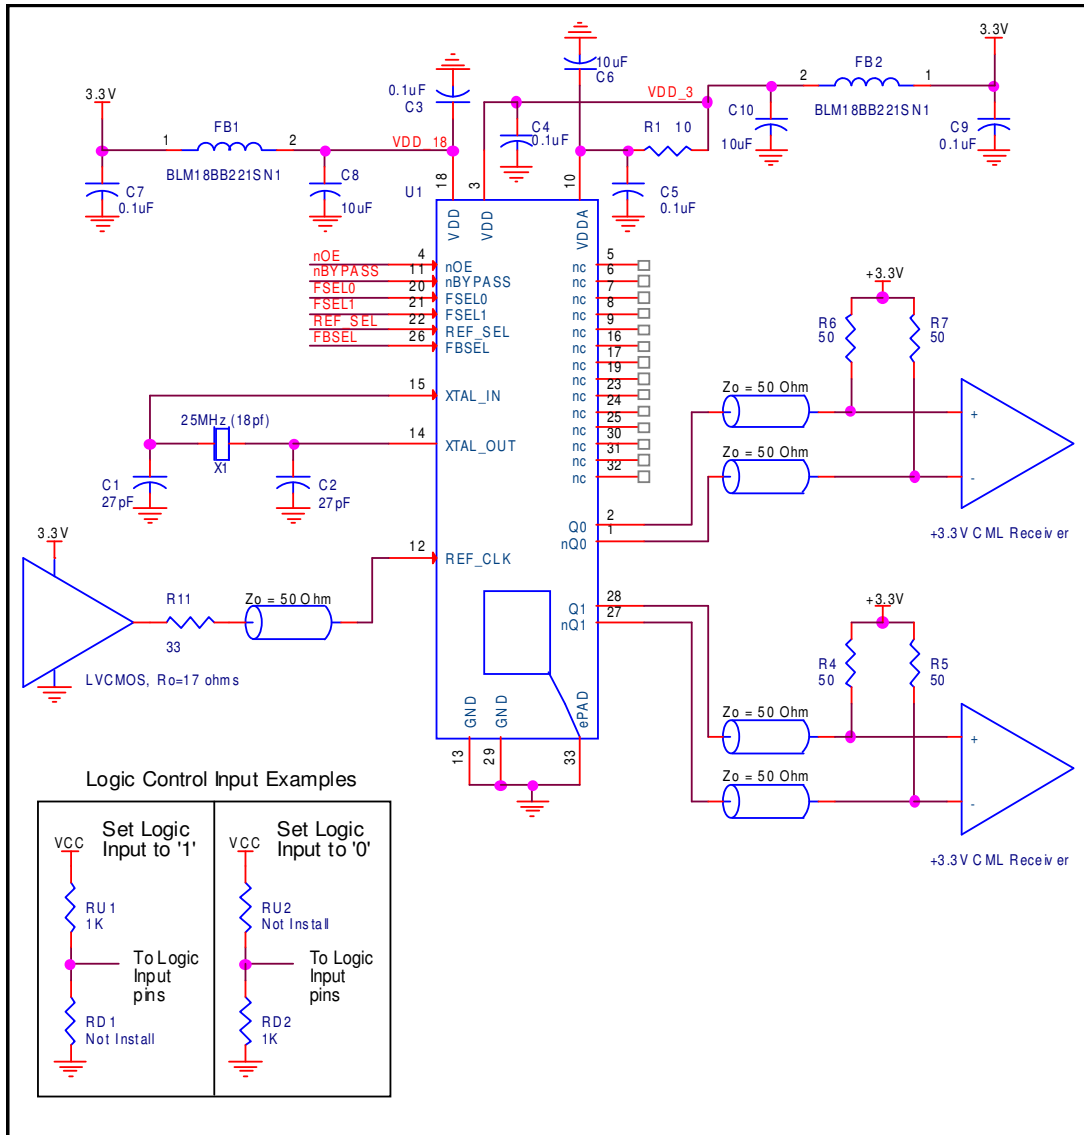 3.3V
FB1
1
2
BLM18BB221SN1
C7
0.1uF
C8
10uF
VDD_18
0.1uF
C3
10uF
C6
VDD_3
C4
0.1uF
R1 10
C5
0.1uF
C10
10uF
FB2
2
1
BLM18BB221SN1
3.3V
C9
0.1uF
U1
18
3
10
VDD
VDD
VDDA
nOE
4
nOE
nBYPASS
11
nBYPASS
FSEL0
20
FSEL0
FSEL1
21
FSEL1
REF_SEL
22
REF_SEL
FBSEL
26
FBSEL
15
XTAL_IN
14
XTAL_OUT
25MHz (18pf)
X1
C1
27pF
C2
27pF
12
REF_CLK
nc
5
nc
6
nc
7
nc
8
nc
9
nc
16
nc
17
nc
19
nc
23
nc
24
nc
25
nc
30
nc
31
nc
32
Q0
2
nQ0
1
Q1
28
nQ1
27
GND
GND
ePAD
13
29
33
3.3V
R11
33
Zo = 50 Ohm
LVCMOS, Ro=17 ohms
+3.3V
R6
50
R7
50
Zo = 50 Ohm
Zo = 50 Ohm
+
-
+3.3V CML Receiver
+3.3V
R4
50
R5
50
Zo = 50 Ohm
Zo = 50 Ohm
+
-
+3.3V CML Receiver
Logic Control Input Examples
Set Logic
Input to '1'
VCC
RU1
1K
To Logic
Input
pins
RD1
Not Install
Set Logic
Input to '0'
VCC
RU2
Not Install
To Logic
Input
pins
RD2
1K